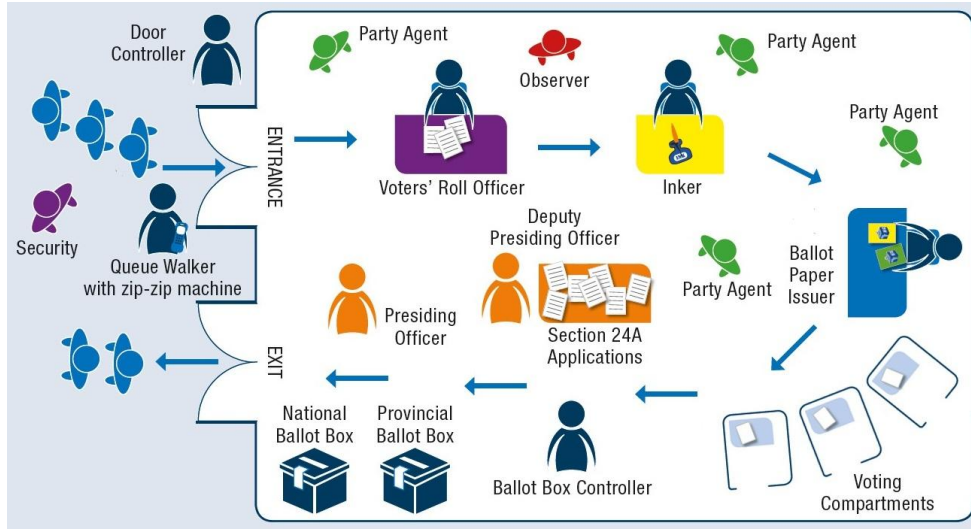 Door
Controller
Party Agent
Observer
Party Agent
Party Agent
ENTRANCE
Voters' Roll Officer
INK
Inker
Security
Queue Walker
with zip-zip machine
Deputy
Presiding Officer
Party Agent
Ballot
Paper
Issuer
Presiding
Officer
Section 24A
Applications
EXIT
National
Ballot Box
Provincial
Ballot Box
Ballot Box Controller
Voting
Compartments